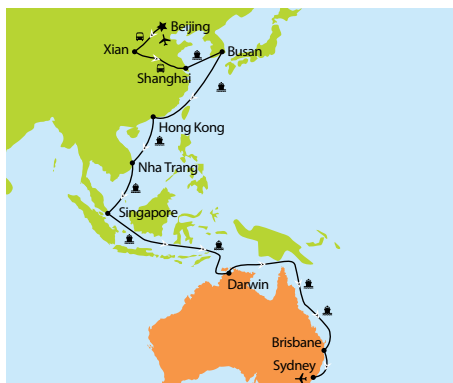 Beijing
Xian
Busan
Shanghai
Hong Kong
Nha Trang
Singapore
Darwin
Brisbane
Sydney